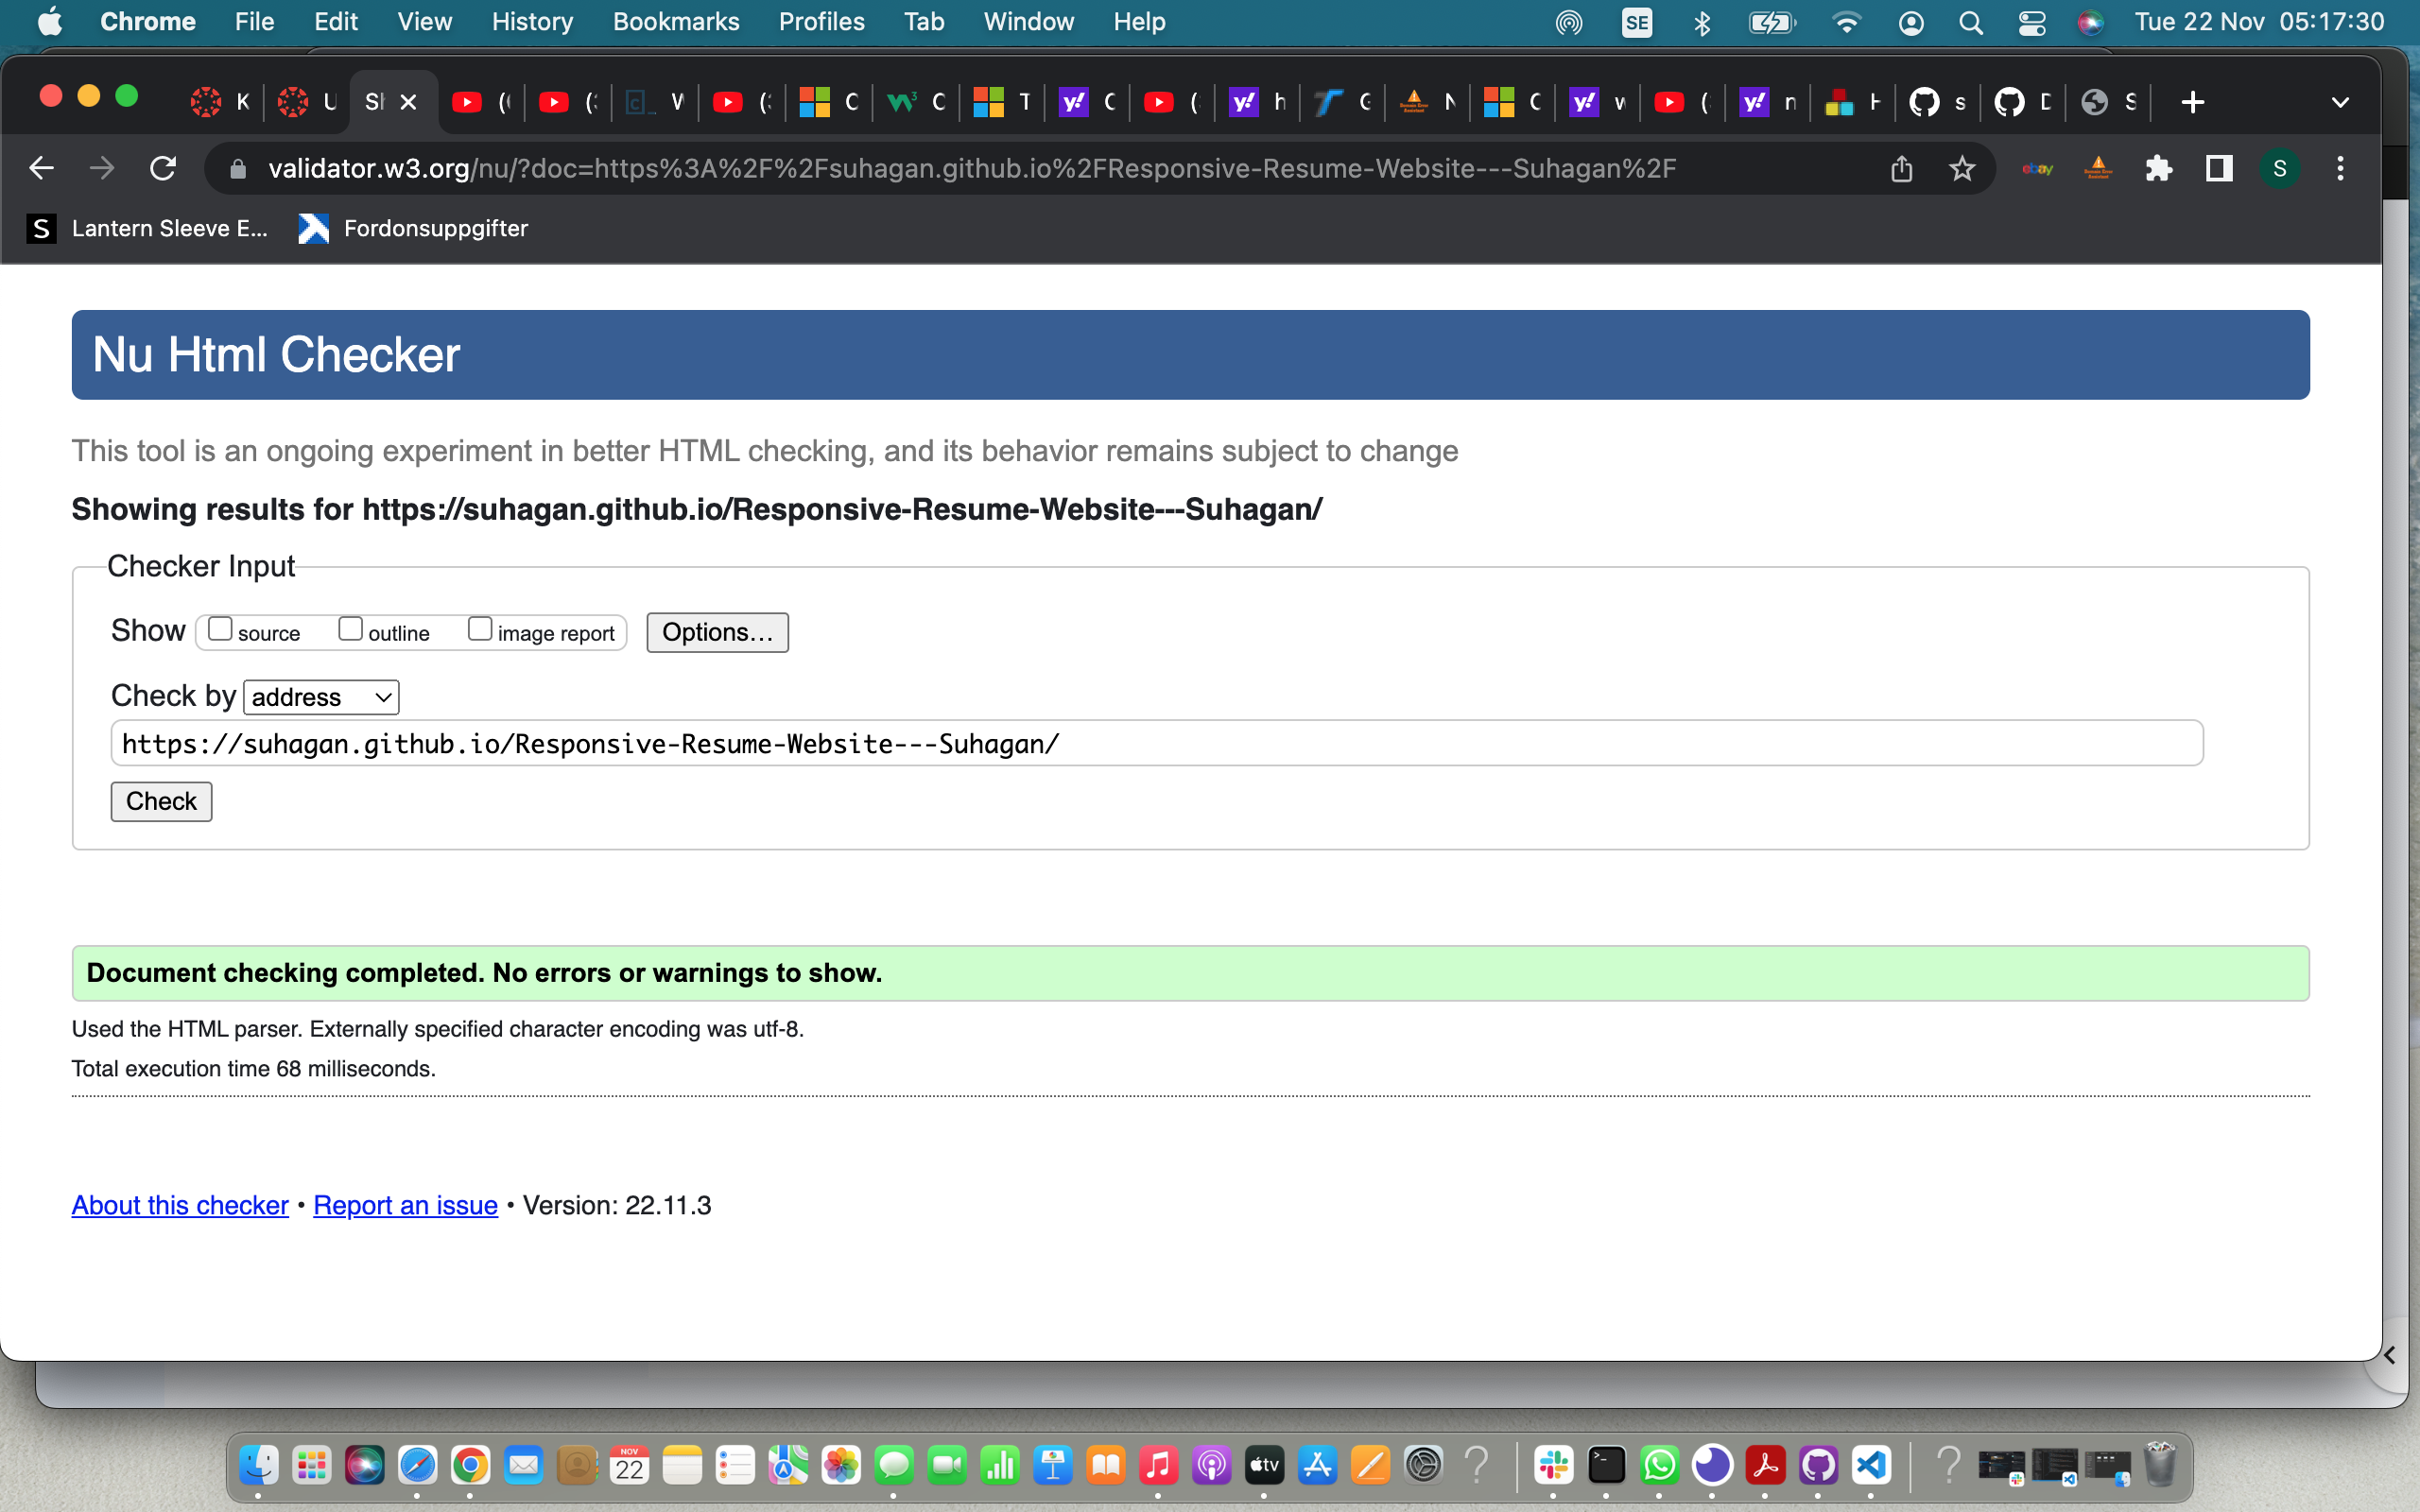 Chrome File Edit View History Bookmarks Profiles Tab Window Help SE Tue 22 Nov 05:17:30
validator.w3.org/nu/?doc=https%3A%2F%2Fsuhagan.github.io%2FResponsive-Resume-Website---Suhagan%2F ebay S
S Lantern Sleeve E... Fordonsuppgifter
Nu Html Checker
This tool is an ongoing experiment in better HTML checking, and its behavior remains subject to change
Showing results for https://suhagan.github.io/Responsive-Resume-Website---Suhagan/
Checker Input
Show source outline image report Options...
Check by address
https://suhagan.github.io/Responsive-Resume-Website---Suhagan/
Check
Document checking completed. No errors or warnings to show.
Used the HTML parser. Externally specified character encoding was utf-8.
Total execution time 68 milliseconds.
About this checker • Report an issue • Version: 22.11.3
NOV
22
tv